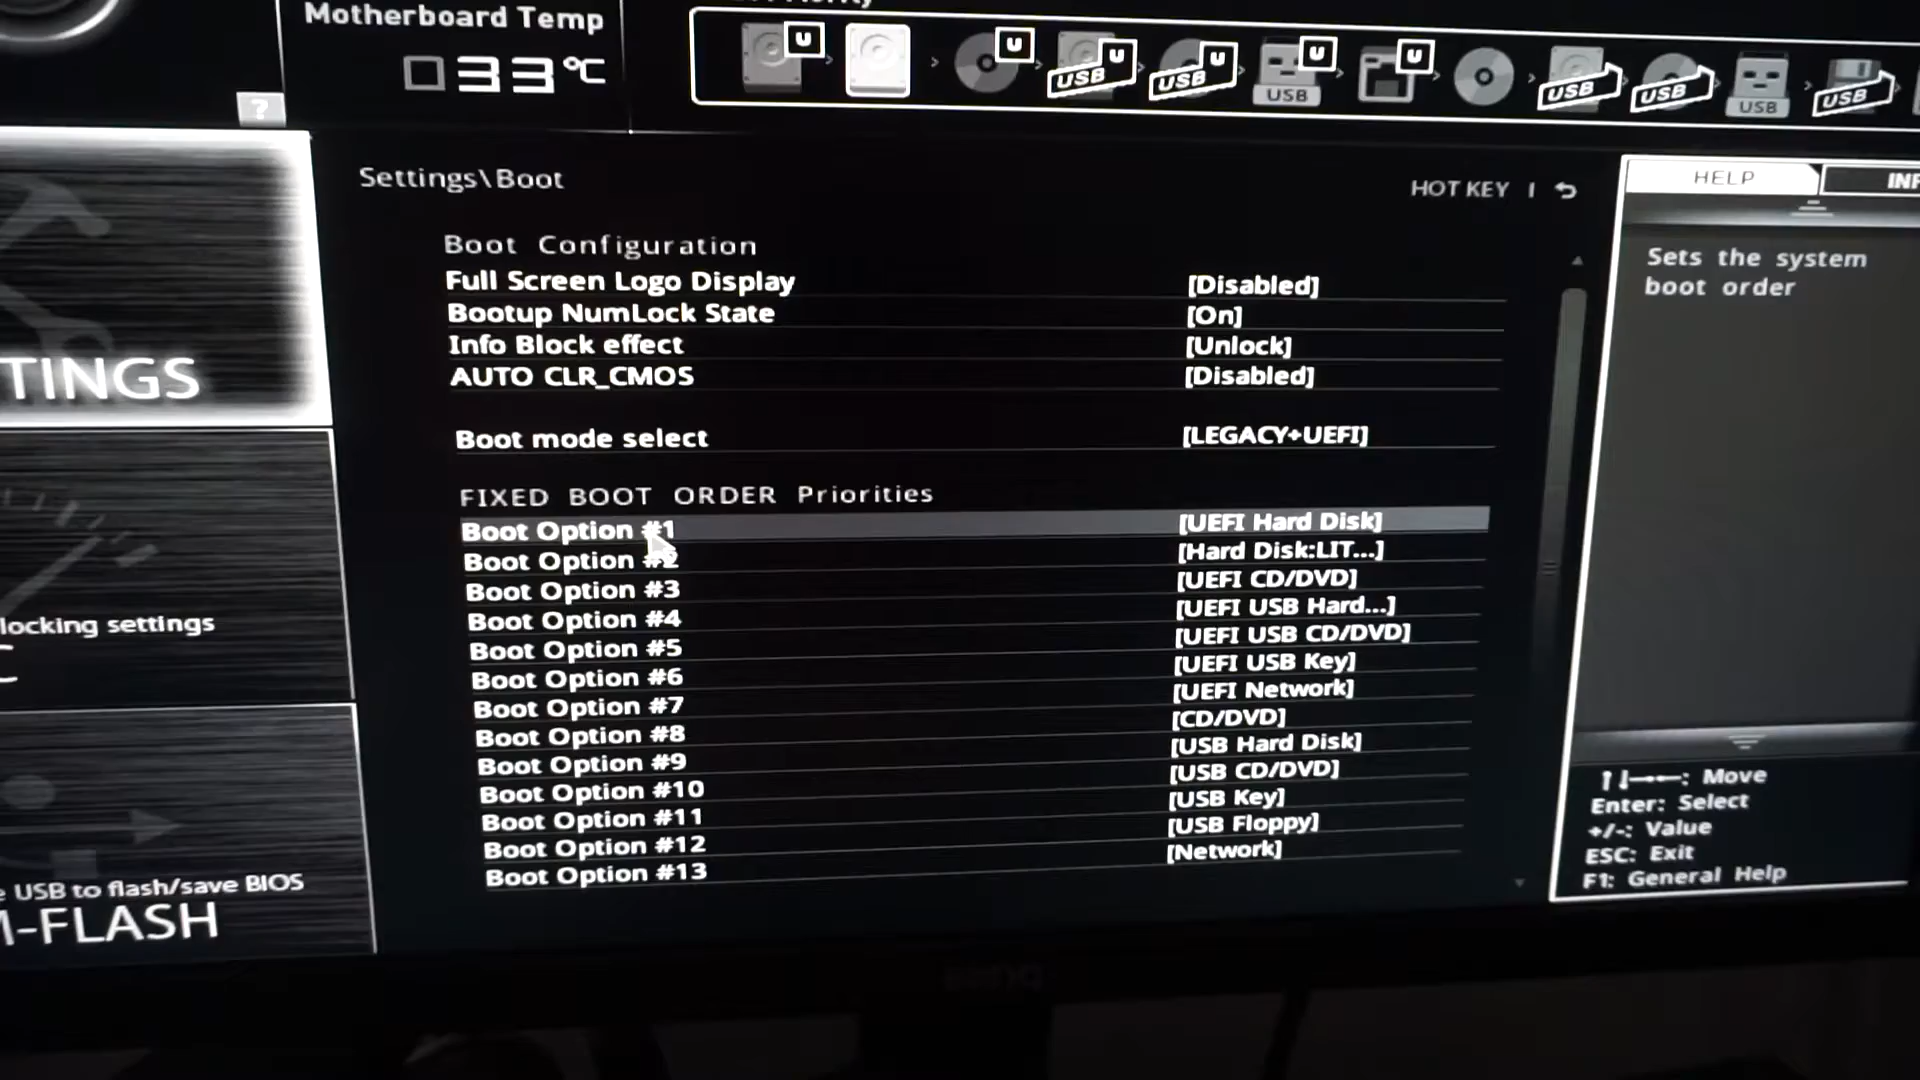 Motherboard Temp
033°C
U
U
USB U
USB U
U
USB
U
USB
USB
USB
USB
?
Settings\Boot
HOT KEY
HELP
Boot Configuration
Full Screen Logo Display [Disabled]
Bootup NumLock State [On]
Info Block effect [Unlock]
AUTO CLR_CMOS [Disabled]
Boot mode select [LEGACY+UEFI]
FIXED BOOT ORDER Priorities
Boot Option #1 [UEFI Hard Disk]
Boot Option #2 [Hard Disk:LIT...]
Boot Option #3 [UEFI CD/DVD]
Boot Option #4 [UEFI USB Hard...]
Boot Option #5 [UEFI USB CD/DVD]
Boot Option #6 [UEFI USB Key]
Boot Option #7 [UEFI Network]
Boot Option #8 [CD/DVD]
Boot Option #9 [USB Hard Disk]
Boot Option #10 [USB CD/DVD]
Boot Option #11 [USB Key]
Boot Option #12 [USB Floppy]
Boot Option #13 [Network]
Sets the system
boot order
↑↓→←: Move
Enter: Select
+/-: Value
ESC: Exit
F1: General Help
TINGS
locking settings
C
e USB to flash/save BIOS
M-FLASH